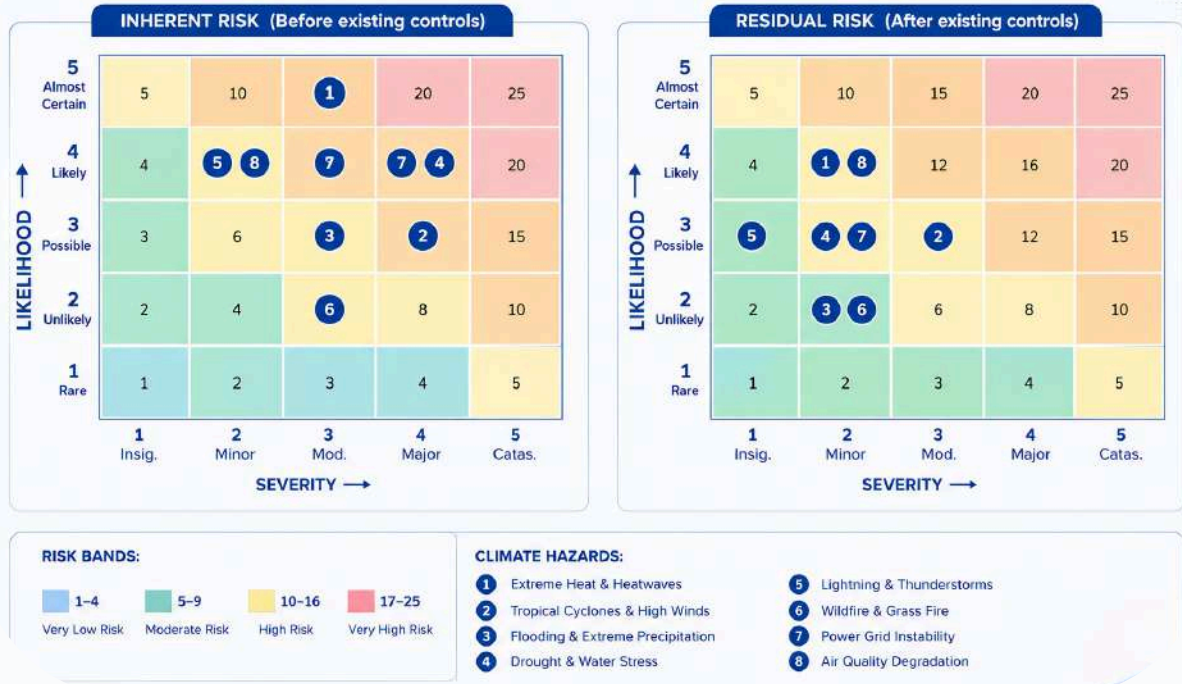 INHERENT RISK (Before existing controls)
LIKELIHOOD →
5
Almost
Certain
5 10 1 20 25
4
Likely
4 5 8 7 7 4 20
3
Possible
3 6 3 2 15
2
Unlikely
2 4 6 8 10
1
Rare
1 2 3 4 5
1 2 3 4 5
Insig. Minor Mod. Major Catas.
SEVERITY →
RESIDUAL RISK (After existing controls)
LIKELIHOOD →
5
Almost
Certain
5 10 15 20 25
4
Likely
4 1 8 12 16 20
3
Possible
5 4 7 2 12 15
2
Unlikely
2 3 6 6 8 10
1
Rare
1 2 3 4 5
1 2 3 4 5
Insig. Minor Mod. Major Catas.
SEVERITY →
RISK BANDS:
1–4 5–9 10–16 17–25
Very Low Risk Moderate Risk High Risk Very High Risk
CLIMATE HAZARDS:
1 Extreme Heat & Heatwaves
2 Tropical Cyclones & High Winds
3 Flooding & Extreme Precipitation
4 Drought & Water Stress
5 Lightning & Thunderstorms
6 Wildfire & Grass Fire
7 Power Grid Instability
8 Air Quality Degradation